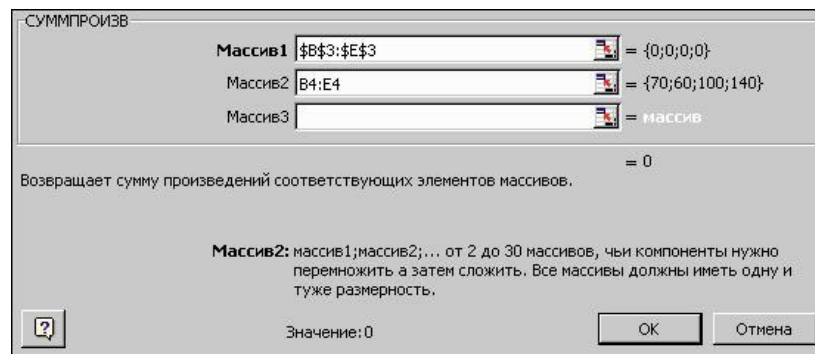 СУММПРОИЗВ
Массив1 $B$3:$E$3 = {0;0;0;0}
Массив2 B4:E4 = {70;60;100;140}
Массив3 = массив
= 0
Возвращает сумму произведений соответствующих элементов массивов.
Массив2: массив1;массив2;... от 2 до 30 массивов, чьи компоненты нужно
перемножить а затем сложить. Все массивы должны иметь одну и
туже размерность.
Значение:0 OK Отмена